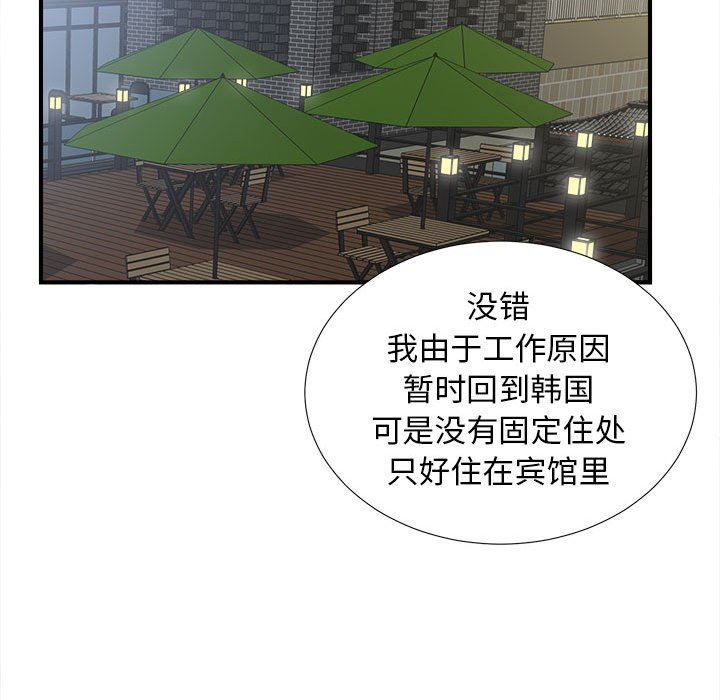 没错
我由于工作原因
暂时回到韩国
可是没有固定住处
只好住在宾馆里